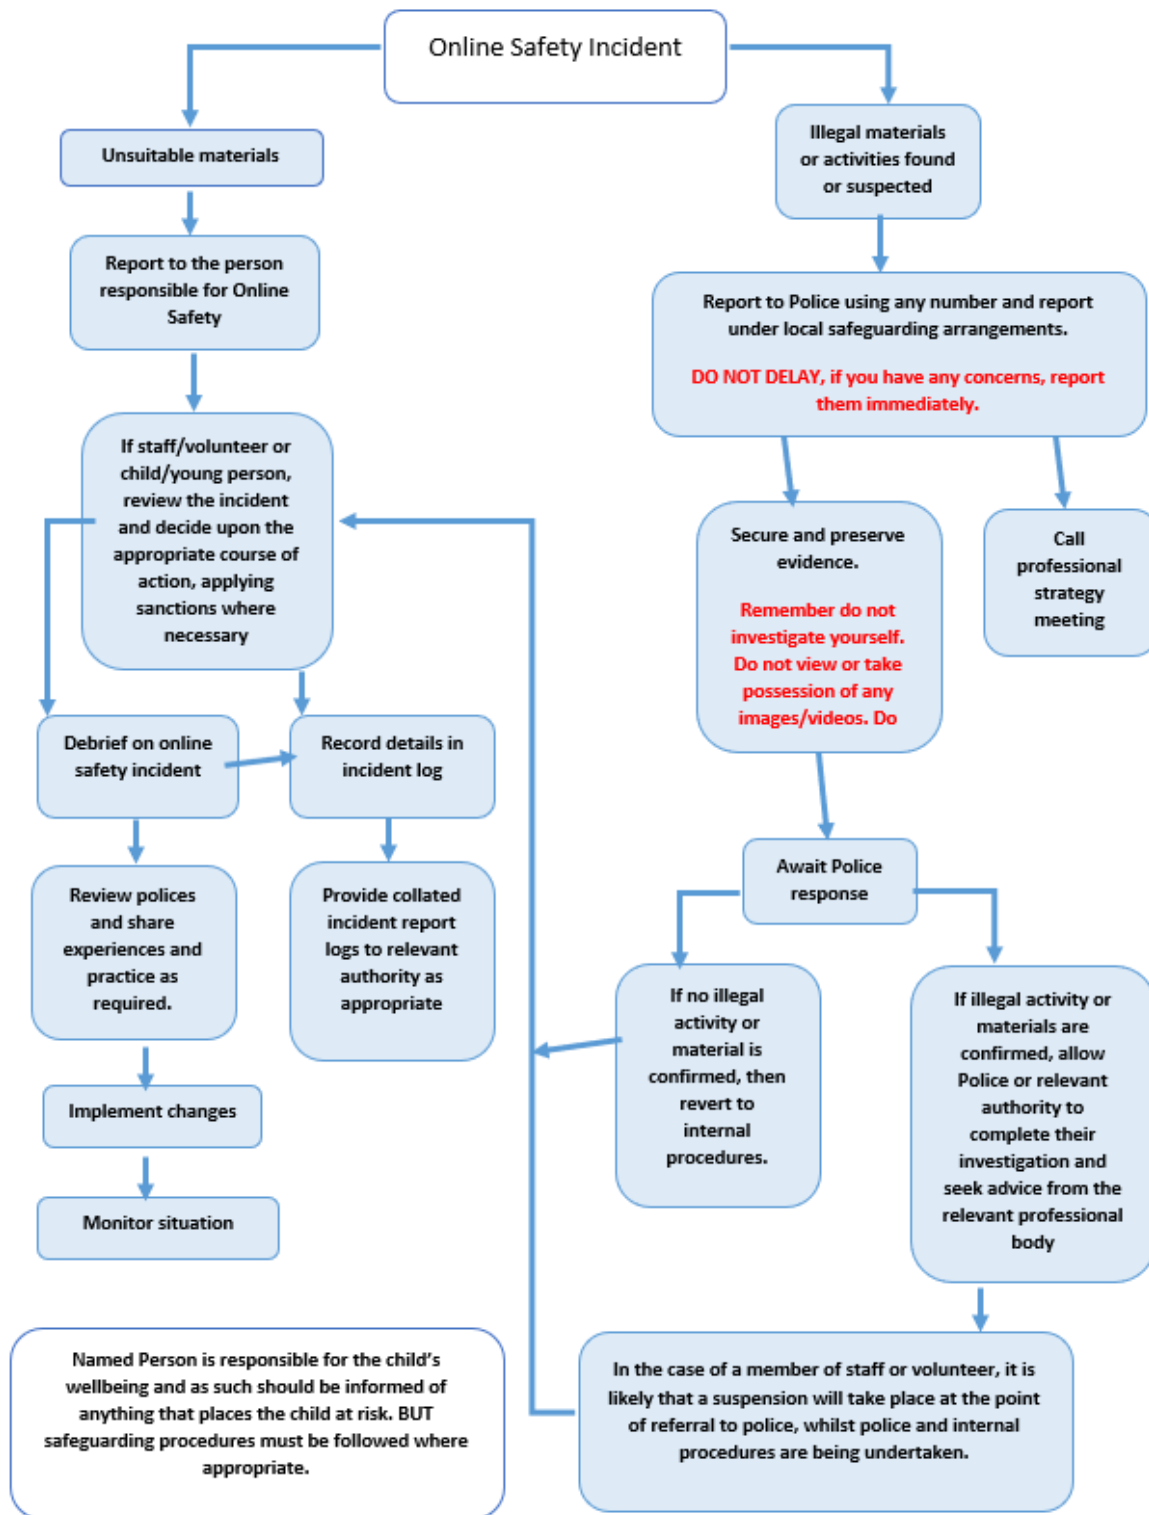 Online Safety Incident
Unsuitable materials
Illegal materials
or activities found
or suspected
Report to the person
responsible for Online
Safety
Report to Police using any number and report
under local safeguarding arrangements.
DO NOT DELAY, if you have any concerns, report
them immediately.
If staff/volunteer or
child/young person,
review the incident
and decide upon the
appropriate course of
action, applying
sanctions where
necessary
Secure and preserve
evidence.
Remember do not
investigate yourself.
Do not view or take
possession of any
images/videos. Do
Call
professional
strategy
meeting
Debrief on online
safety incident
Record details in
incident log
Review polices
and share
experiences and
practice as
required.
Provide collated
incident report
logs to relevant
authority as
appropriate
Await Police
response
If no illegal
activity or
material is
confirmed, then
revert to
internal
procedures.
If illegal activity or
materials are
confirmed, allow
Police or relevant
authority to
complete their
investigation and
seek advice from the
relevant professional
body
Implement changes
Monitor situation
Named Person is responsible for the child's
wellbeing and as such should be informed of
anything that places the child at risk. BUT
safeguarding procedures must be followed where
appropriate.
In the case of a member of staff or volunteer, it is
likely that a suspension will take place at the point
of referral to police, whilst police and internal
procedures are being undertaken.